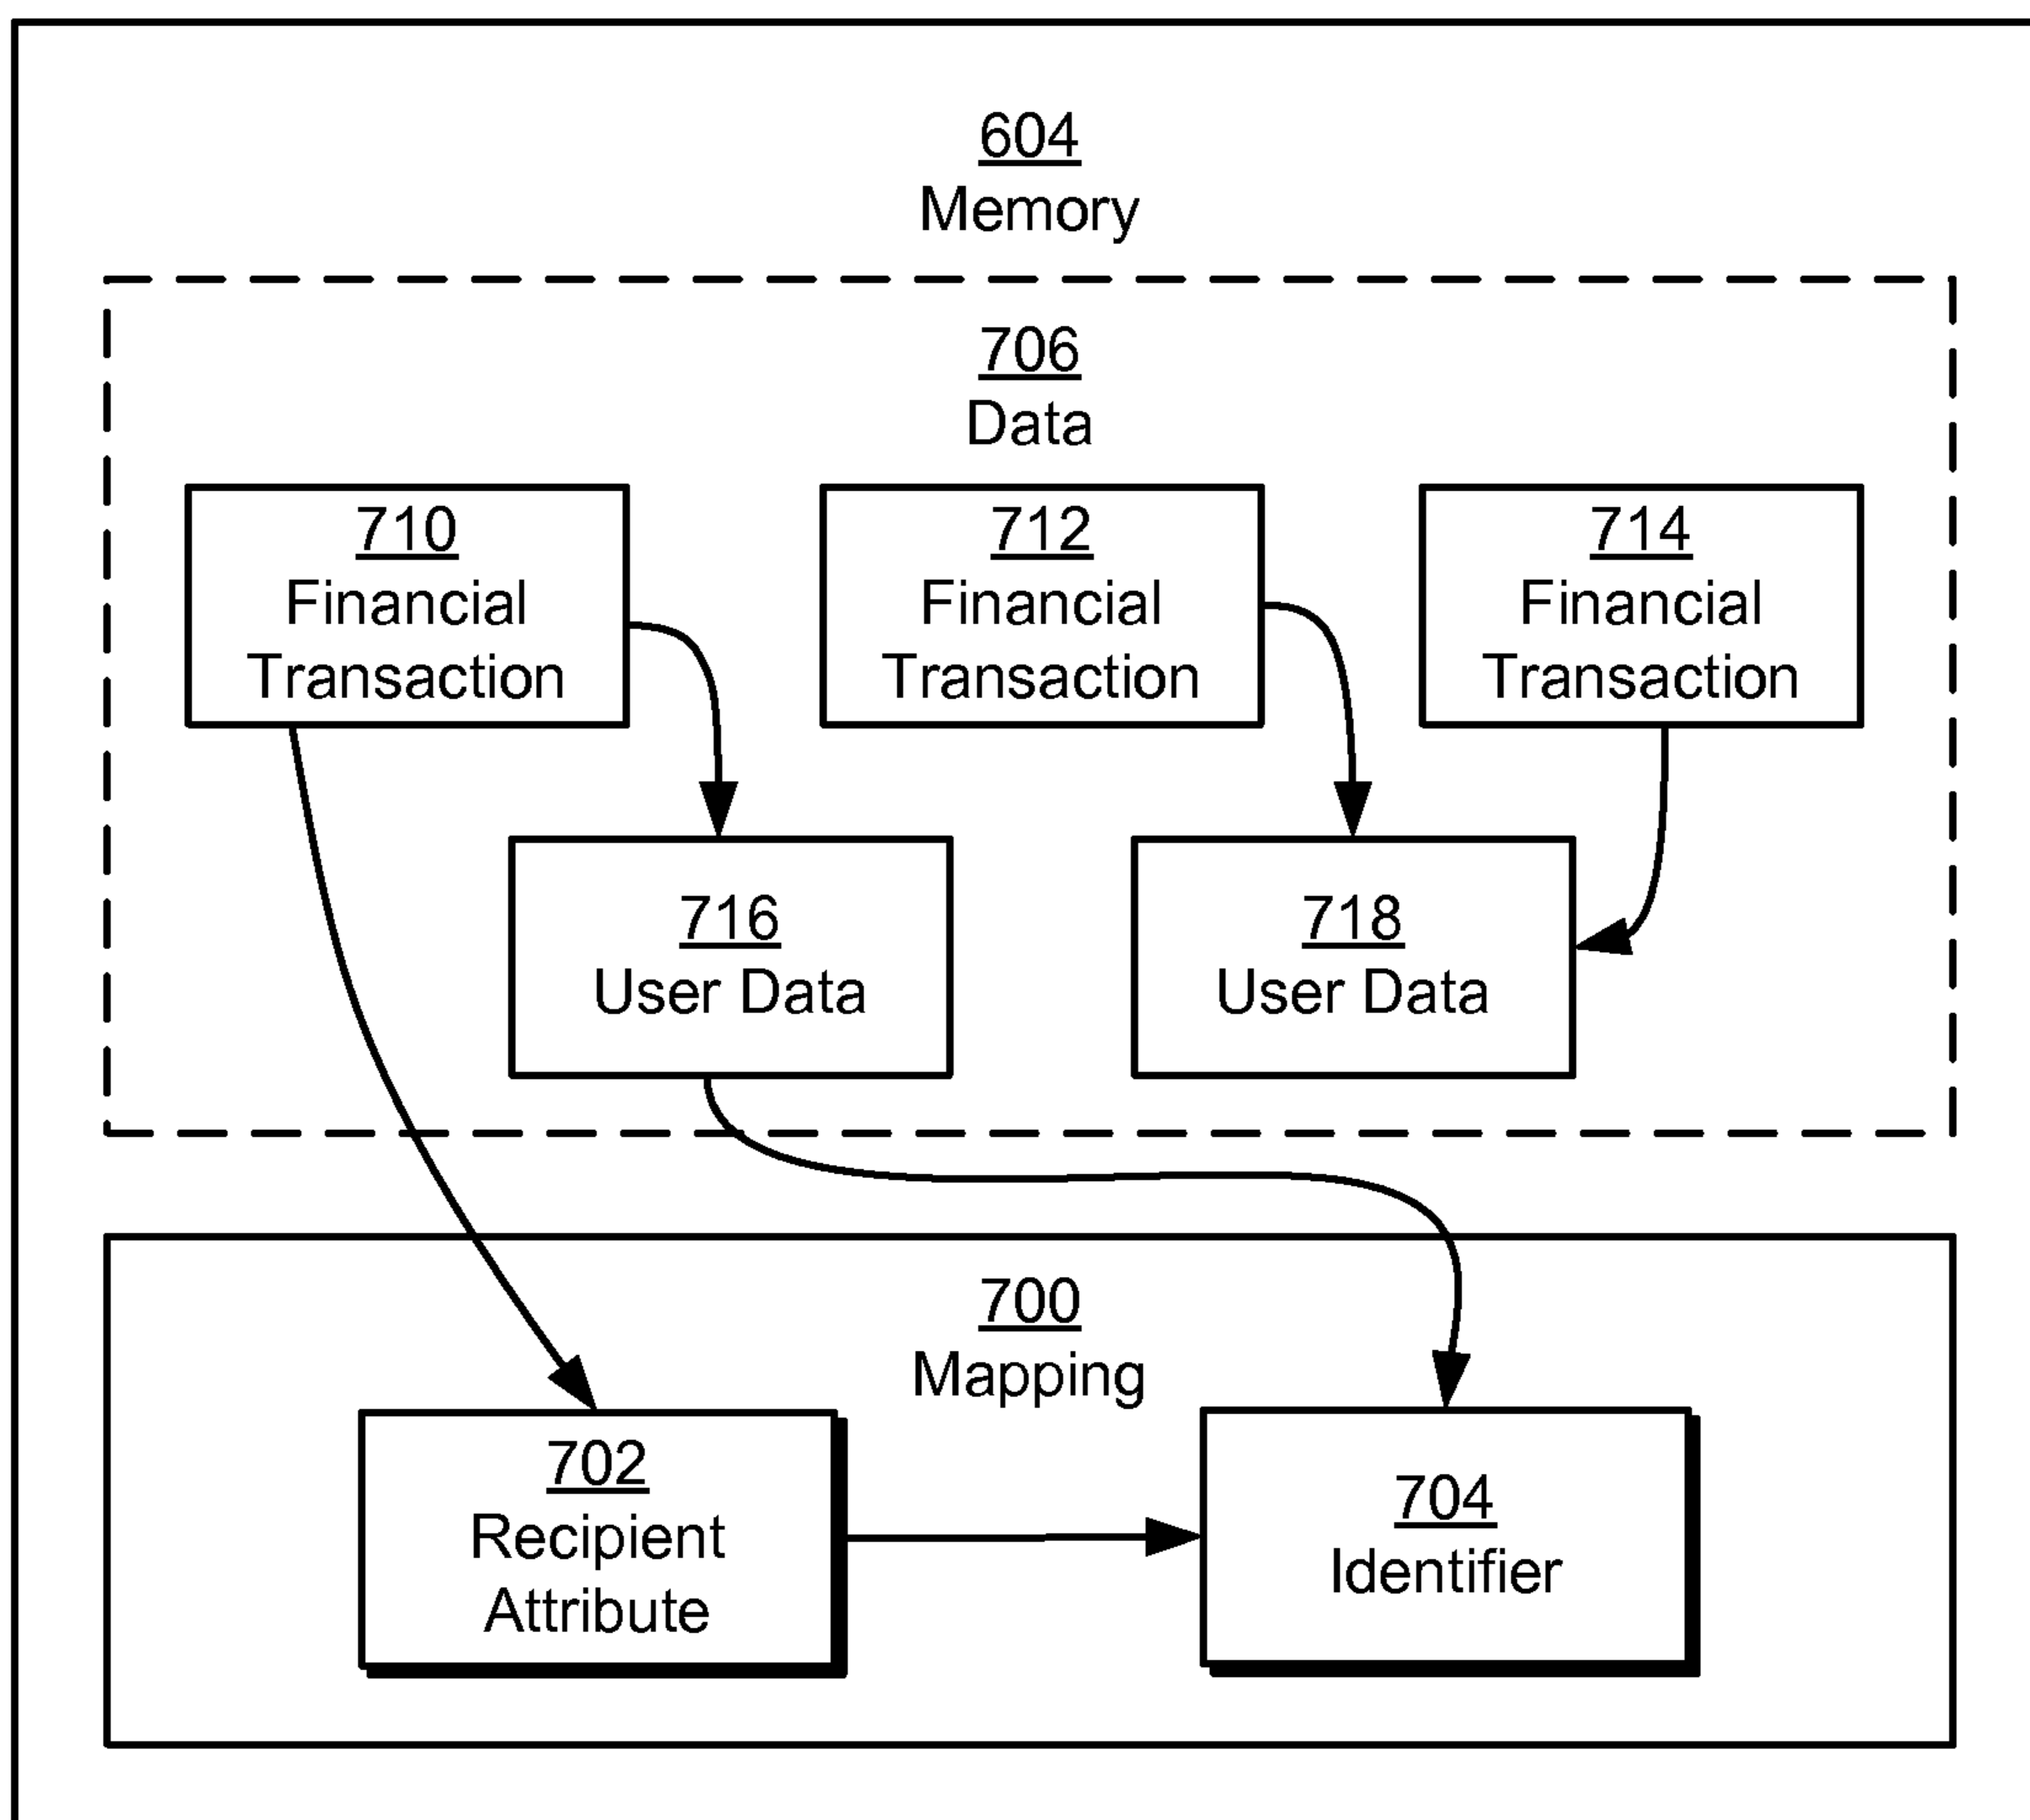 604
Memory
706
Data
710
Financial
Transaction
712
Financial
Transaction
714
Financial
Transaction
716
User Data
718
User Data
700
Mapping
702
Recipient
Attribute
704
Identifier